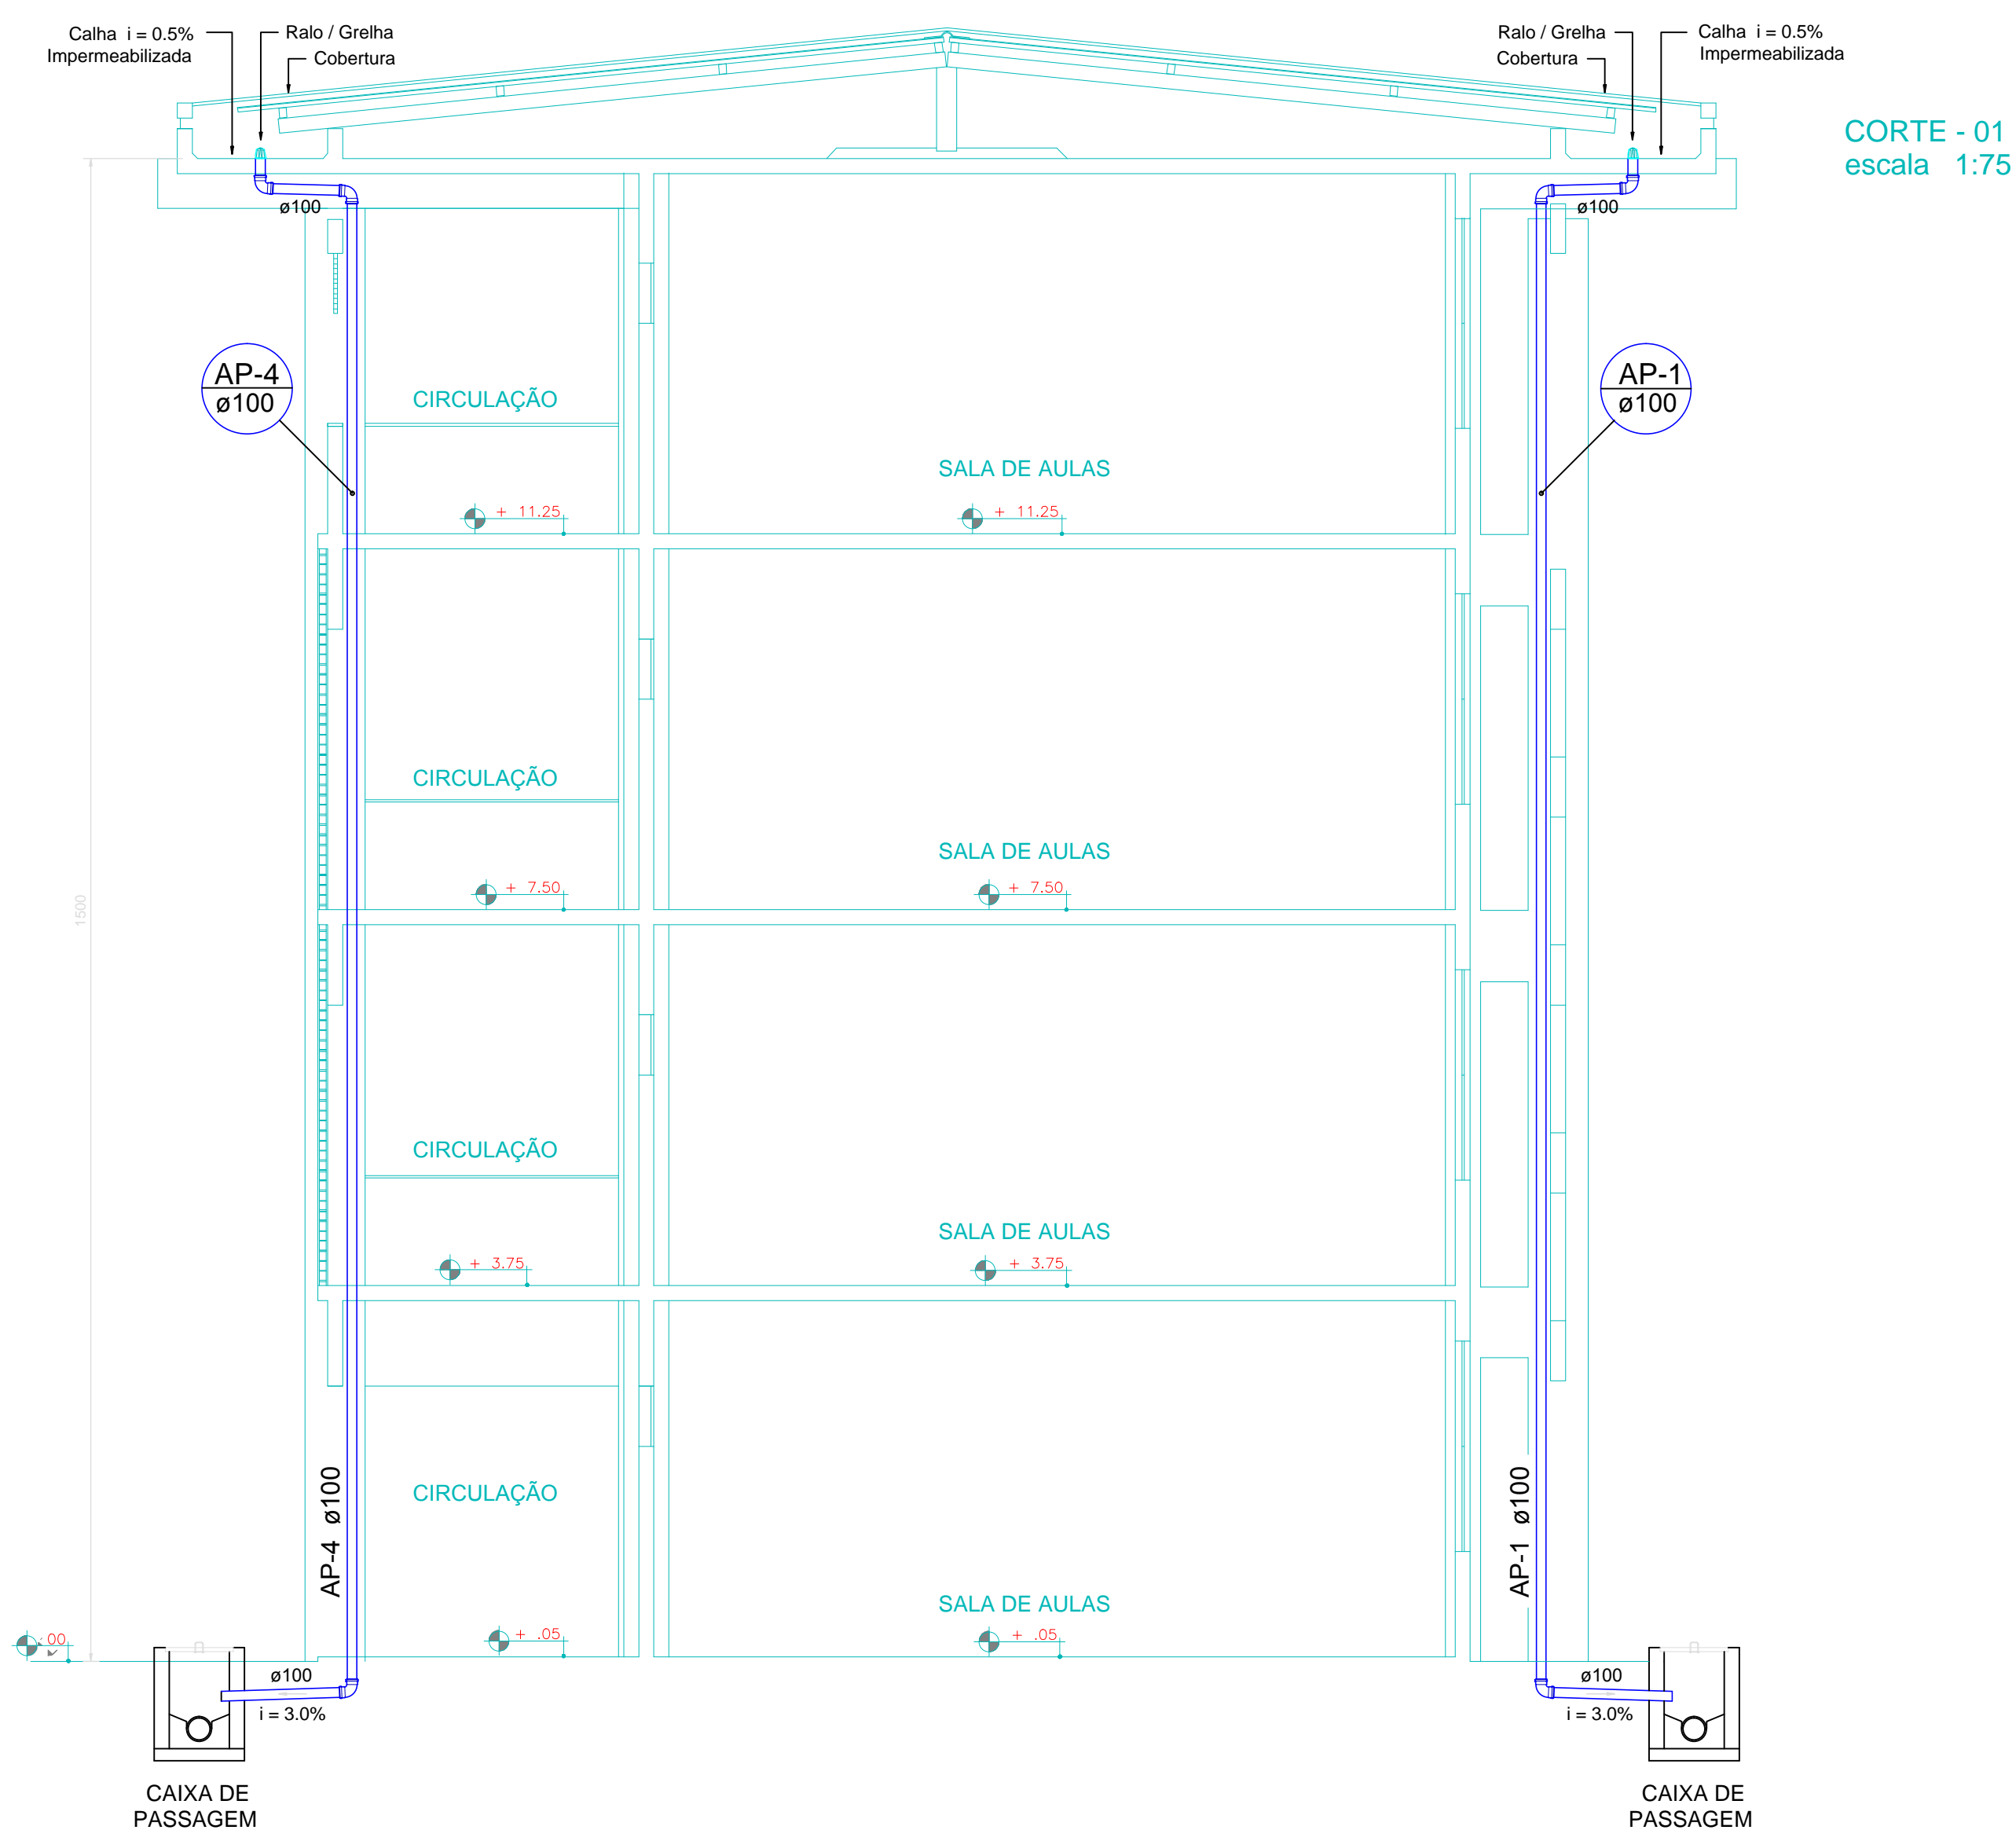 Calha i = 0.5%
Impermeabilizada
Ralo / Grelha
Cobertura
Ralo / Grelha
Cobertura
Calha i = 0.5%
Impermeabilizada
CORTE - 01
escala 1:75
ø100
ø100
AP-4
ø100
AP-1
ø100
CIRCULAÇÃO
SALA DE AULAS
+ 11.25
+ 11.25
CIRCULAÇÃO
SALA DE AULAS
+ 7.50
+ 7.50
1500
CIRCULAÇÃO
SALA DE AULAS
+ 3.75
+ 3.75
AP-4 ø100
CIRCULAÇÃO
AP-1 ø100
SALA DE AULAS
+ .05
+ .05
ø100
i = 3.0%
ø100
i = 3.0%
CAIXA DE
PASSAGEM
CAIXA DE
PASSAGEM